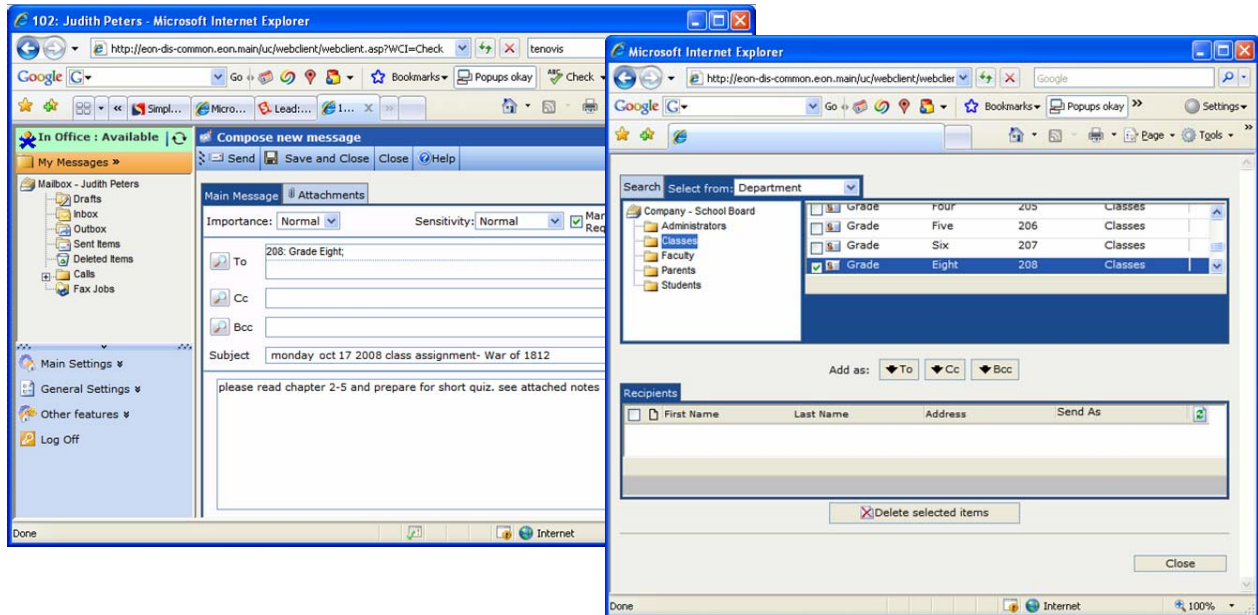 102: Judith Peters - Microsoft Internet Explorer
http://eon-dis-common.eon.main/uc/webclient/webclient.asp?WCI=Check
tenovis
Google G
Go
Bookmarks
Popups okay
ABC Check
Simpl...
Micro...
Lead:...
1...
In Office : Available
My Messages »
Mailbox - Judith Peters
Drafts
Inbox
Outbox
Sent Items
Deleted Items
Calls
Fax Jobs
Main Settings
General Settings
Other features
Log Off
Compose new message
Send Save and Close Close Help
Main Message Attachments
Importance: Normal Sensitivity: Normal
To 208: Grade Eight;
Cc
Bcc
Subject monday oct 17 2008 class assignment- War of 1812
please read chapter 2-5 and prepare for short quiz. see attached notes
Done Internet
Microsoft Internet Explorer
http://eon-dis-common.eon.main/uc/webclient/webclier
Google
Google G
Go
Bookmarks
Popups okay
»
Settings
Page Tools »
Search Select from: Department
Company - School Board
Administrators
Classes
Faculty
Parents
Students
Grade Four 205 Classes
Grade Five 206 Classes
Grade Six 207 Classes
Grade Eight 208 Classes
Add as: To Cc Bcc
Recipients
First Name Last Name Address Send As
Delete selected items
Close
Done Internet 100%